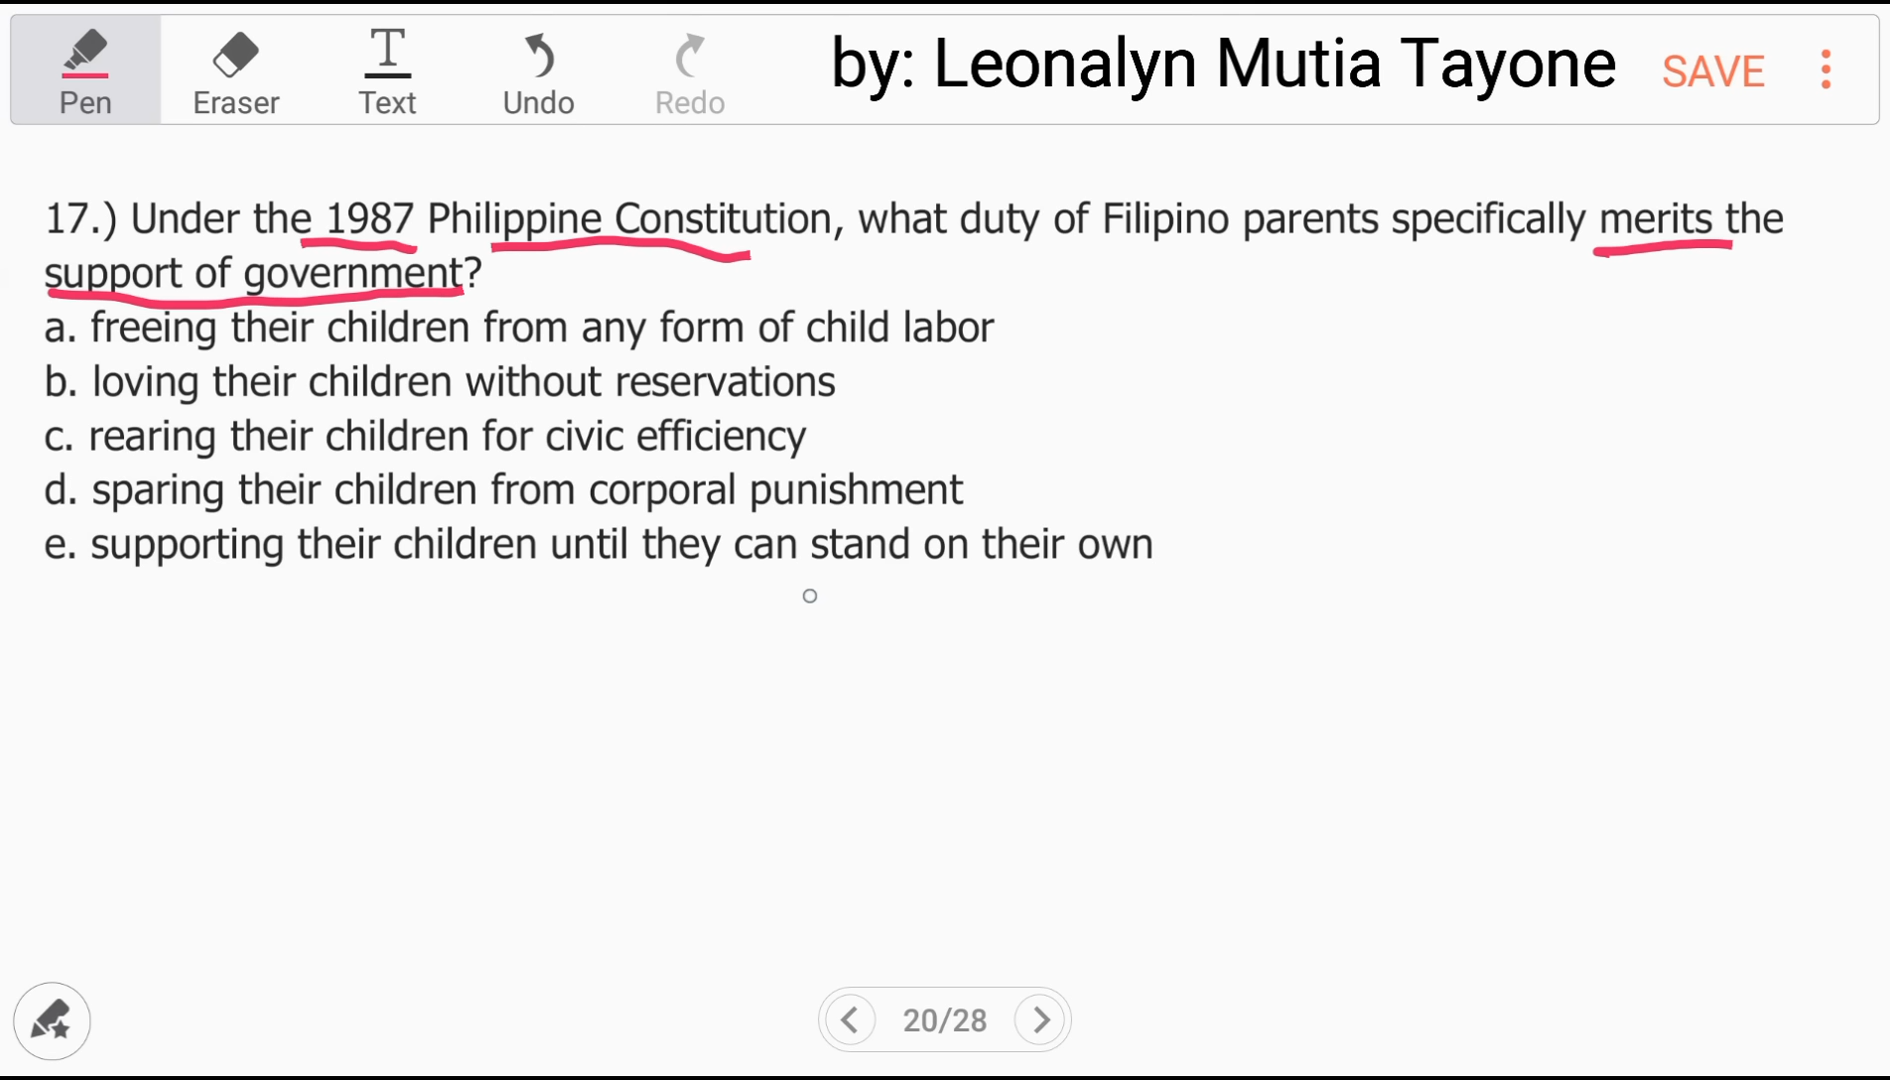 Pen
Eraser
Text
Undo
Redo
by: Leonalyn Mutia Tayone
SAVE
17.) Under the 1987 Philippine Constitution, what duty of Filipino parents specifically merits the
support of government?
a. freeing their children from any form of child labor
b. loving their children without reservations
c. rearing their children for civic efficiency
d. sparing their children from corporal punishment
e. supporting their children until they can stand on their own
20/28